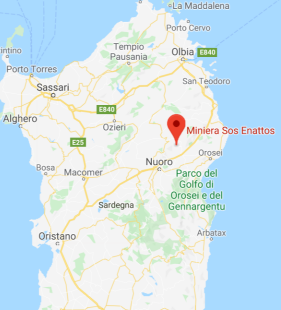 La Maddalena
Porto Cervo
Olbia
E840
Tempio
Pausania
Porto Torres
Sassari
San Teodoro
E840
Alghero
Ozieri
Miniera Sos Enattos
E25
Bosa
Macomer
Nuoro
Orosei
Parco del
Golfo di
Orosei e del
Gennargentu
Sardegna
Oristano
Arbatax